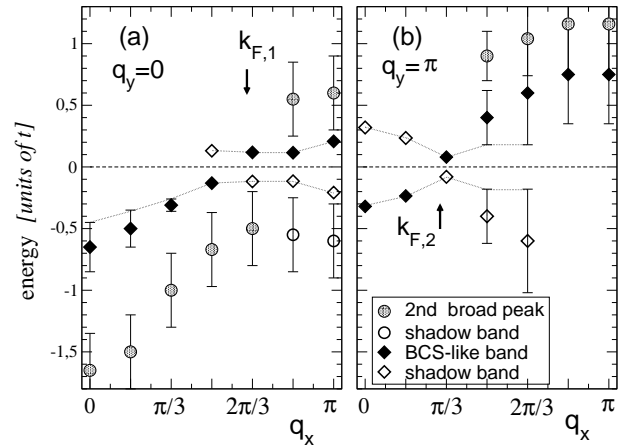 (a)
k_F,1
q_y=0
(b)
q_y=π
k_F,2
energy [units of t]
1
0,5
0
-0,5
-1
-1,5
2nd broad peak
shadow band
BCS-like band
shadow band
0 π/3 2π/3 π
q_x
0 π/3 2π/3 π
q_x